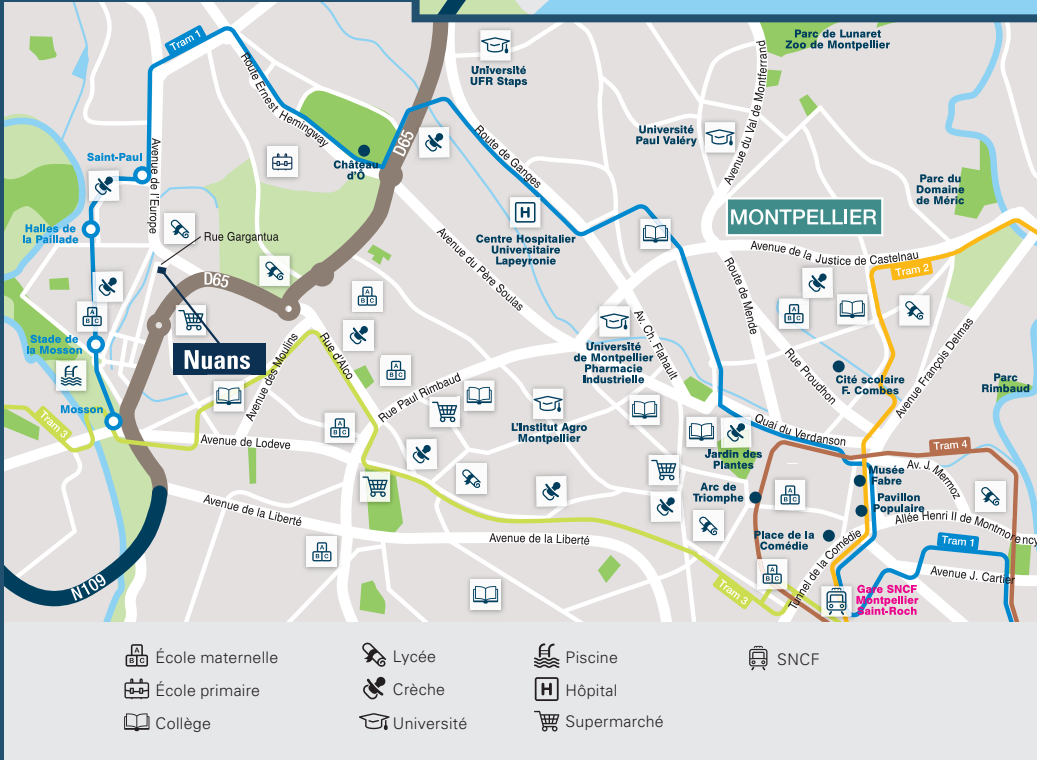 Tram 1
Route Ernest Hemingway
Château
d'Ô
D65
Université
UFR Staps
Parc de Lunaret
Zoo de Montpellier
Avenue du Val de Montferrand
Université
Paul Valéry
Route de Ganges
Parc du
Domaine
de Méric
MONTPELLIER
Saint-Paul
Avenue de l'Europe
Halles de
la Paillade
Rue Gargantua
H
Centre Hospitalier
Universitaire
Lapeyronie
Avenue du Père Soulas
Avenue de la Justice de Castelnau
Tram 2
D65
Route de Mende
A
B C
A
B C
A
B C
Stade de
la Mosson
Nuans
Avenue des Moulins
Rue d'Alco
Université
de Montpellier
Pharmacie
Industrielle
Av. Ch. Flahault
Rue Proudhon
Cité scolaire
F. Combes
Avenue François Delmas
Parc
Rimbaud
A
B C
Rue Paul Rimbaud
Mosson
Tram 3
Avenue de Lodeve
A
B C
L'Institut Agro
Montpellier
Quai du Verdanson
Jardin des
Plantes
Tram 4
Av. J. Mermoz
Musée
Fabre
Arc de
Triomphe
A
B C
Pavillon
Populaire
Allée Henri II de Montmorency
Avenue de la Liberté
Avenue de la Liberté
Place de la
Comédie
Tunnel de la Comédie
Tram 1
A
B C
A
B C
Avenue J. Cartier
N109
Tram 3
Gare SNCF
Montpellier
Saint-Roch
A
B C
École maternelle
Lycée
Piscine
SNCF
École primaire
Crèche
H
Hôpital
Collège
Université
Supermarché